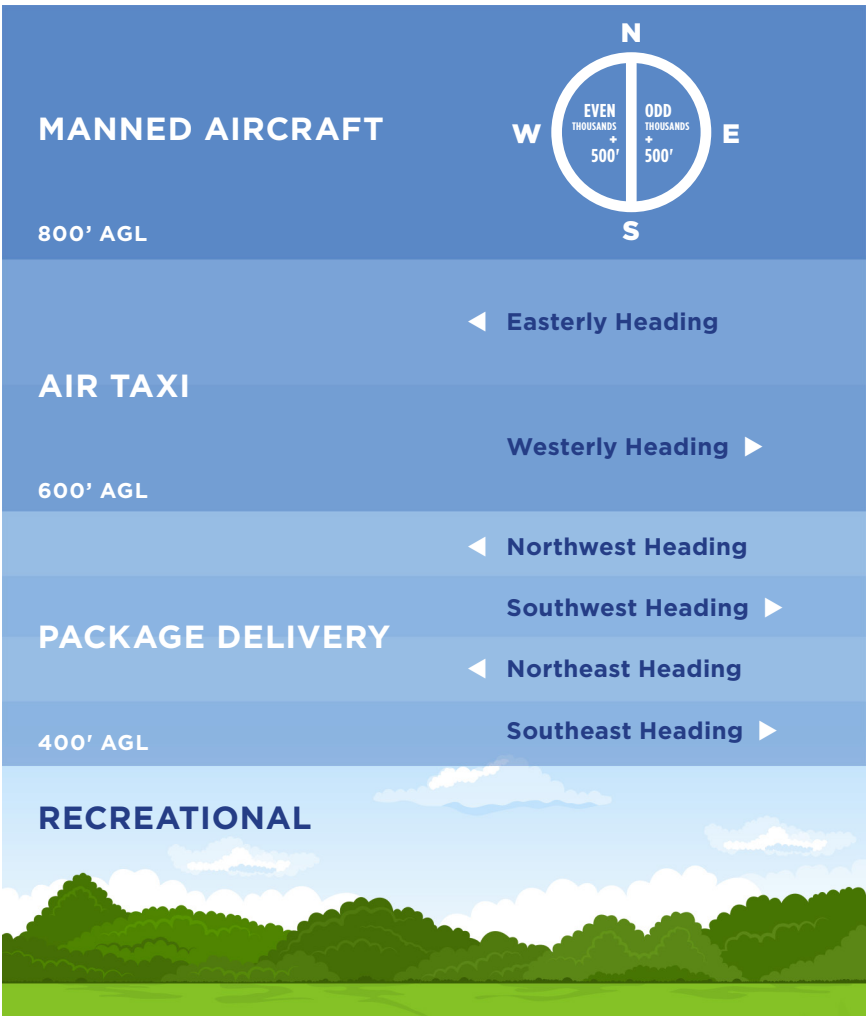 N
MANNED AIRCRAFT
W
EVEN
THOUSANDS
+
500'
ODD
THOUSANDS
+
500'
E
S
800’ AGL
Easterly Heading
AIR TAXI
Westerly Heading
600’ AGL
Northwest Heading
Southwest Heading
PACKAGE DELIVERY
Northeast Heading
Southeast Heading
400' AGL
RECREATIONAL